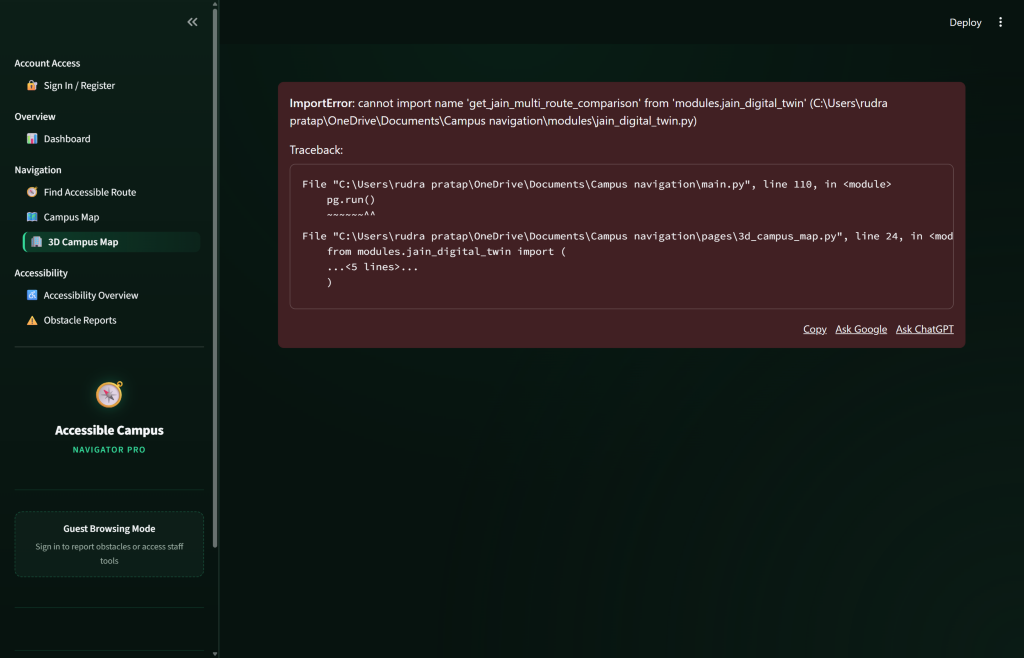 Account Access
Sign In / Register
Overview
Dashboard
Navigation
Find Accessible Route
Campus Map
3D Campus Map
Accessibility
Accessibility Overview
Obstacle Reports
Accessible Campus
NAVIGATOR PRO
Guest Browsing Mode
Sign in to report obstacles or access staff
tools
Deploy
ImportError: cannot import name 'get_jain_multi_route_comparison' from 'modules.jain_digital_twin' (C:\Users\rudra
pratap\OneDrive\Documents\Campus navigation\modules\jain_digital_twin.py)
Traceback:
File "C:\Users\rudra pratap\OneDrive\Documents\Campus navigation\main.py", line 110, in <module>
pg.run()
~~~~~~^^
File "C:\Users\rudra pratap\OneDrive\Documents\Campus navigation\pages\3d_campus_map.py", line 24, in <mod
from modules.jain_digital_twin import (
...<5 lines>...
)
Copy Ask Google Ask ChatGPT